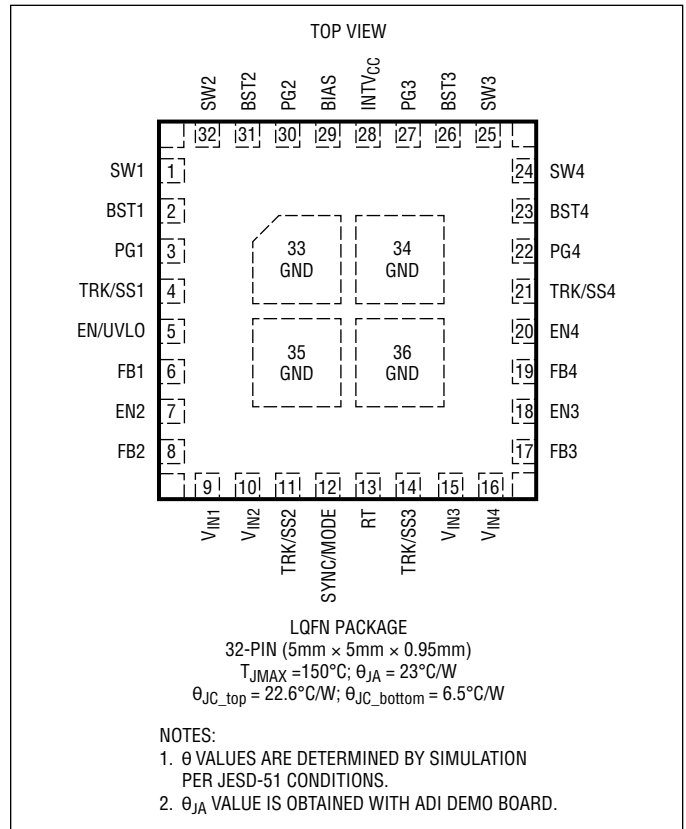 TOP VIEW
SW2 BST2 PG2 BIAS INTVCC PG3 BST3 SW3
32 31 30 29 28 27 26 25
SW1 1 24 SW4
BST1 2 23 BST4
PG1 3 22 PG4
TRK/SS1 4 21 TRK/SS4
EN/UVLO 5 20 EN4
FB1 6 19 FB4
EN2 7 18 EN3
FB2 8 17 FB3
33 34
GND GND
35 36
GND GND
9 10 11 12 13 14 15 16
VIN1 VIN2 TRK/SS2 SYNC/MODE RT TRK/SS3 VIN3 VIN4
LQFN PACKAGE
32-PIN (5mm × 5mm × 0.95mm)
TJMAX =150°C; θJA = 23°C/W
θJC_top = 22.6°C/W; θJC_bottom = 6.5°C/W
NOTES:
1. θ VALUES ARE DETERMINED BY SIMULATION
PER JESD-51 CONDITIONS.
2. θJA VALUE IS OBTAINED WITH ADI DEMO BOARD.